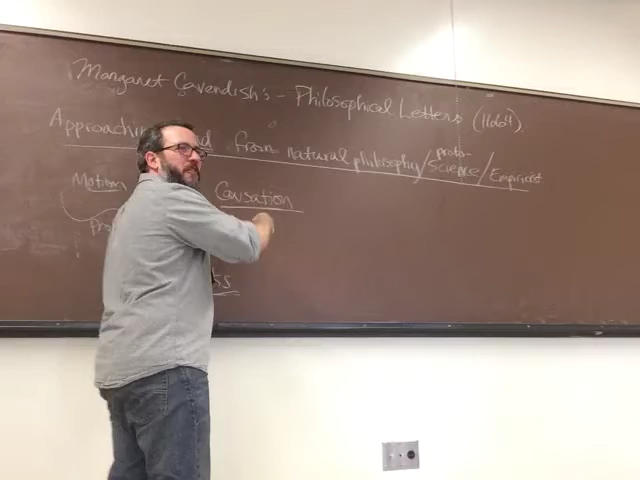 Margaret Cavendish's - Philosophical Letters (1664).
Approaching from natural philosophy/proto-science/Empiricist
Motion Causation